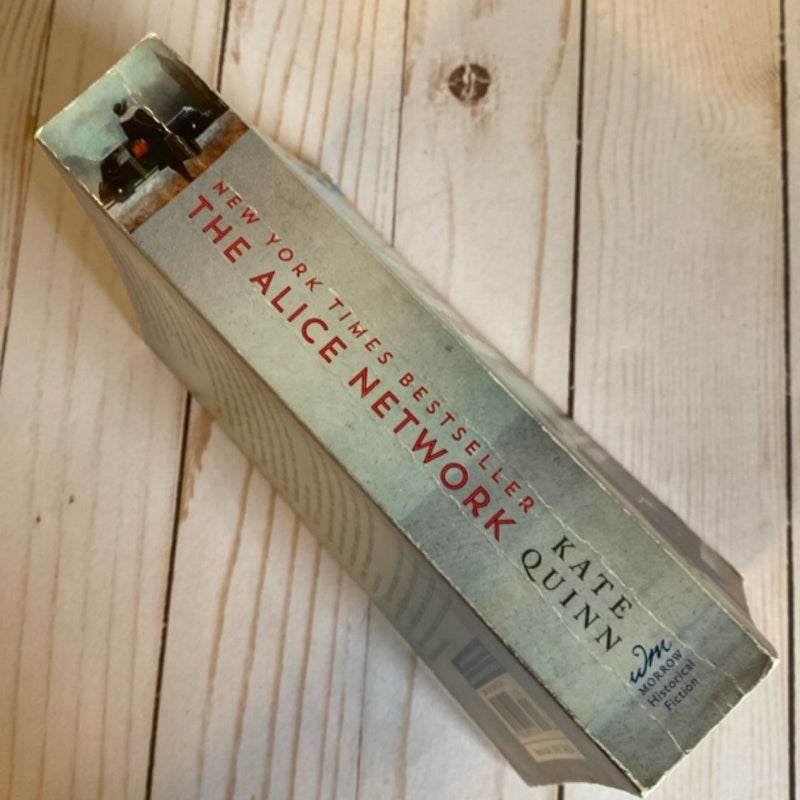 NEW YORK TIMES BESTSELLER
THE ALICE NETWORK
KATE
QUINN
wm
MORROW
Historical
Fiction